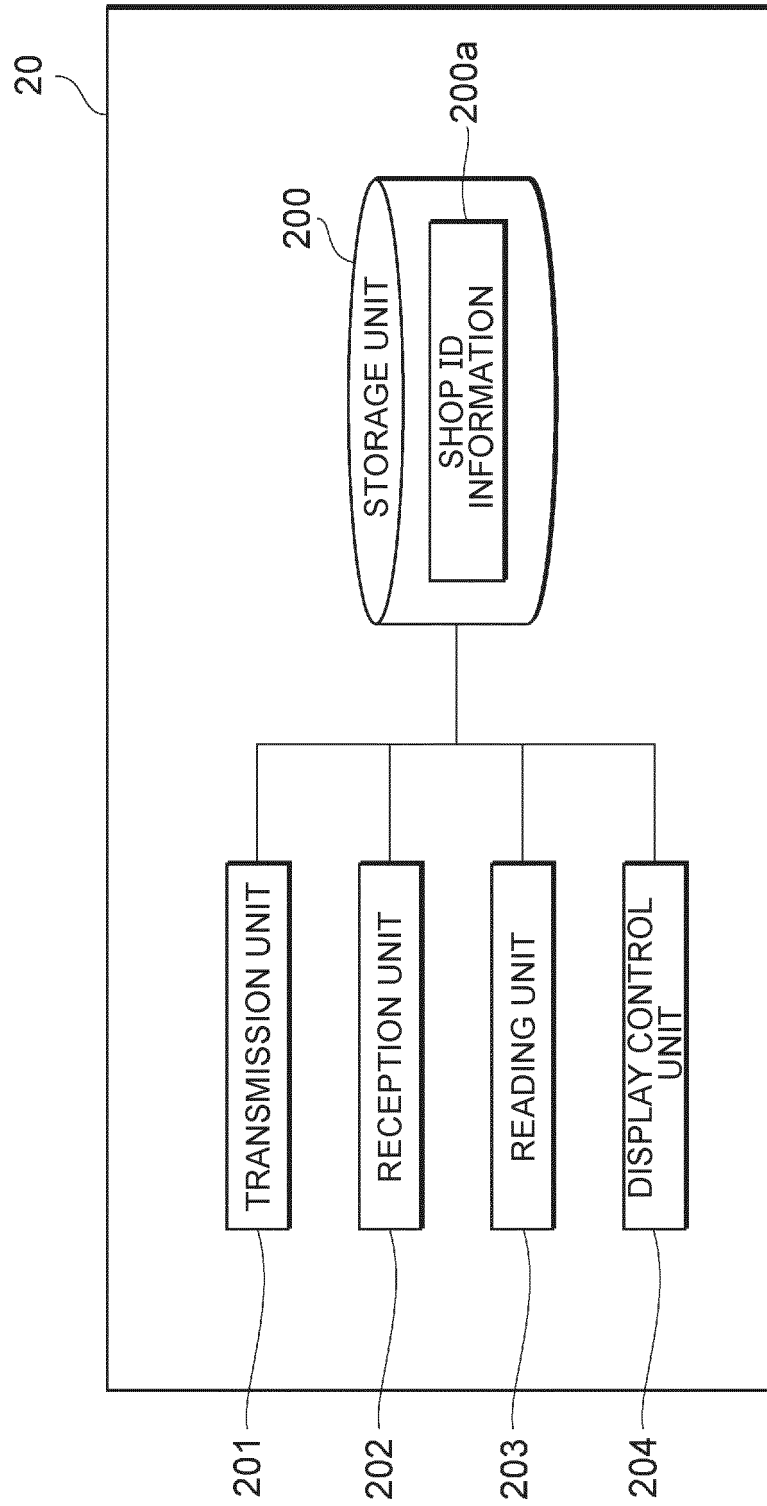 20
201
TRANSMISSION UNIT
202
RECEPTION UNIT
203
READING UNIT
204
DISPLAY CONTROL
UNIT
200
STORAGE UNIT
200a
SHOP ID
INFORMATION